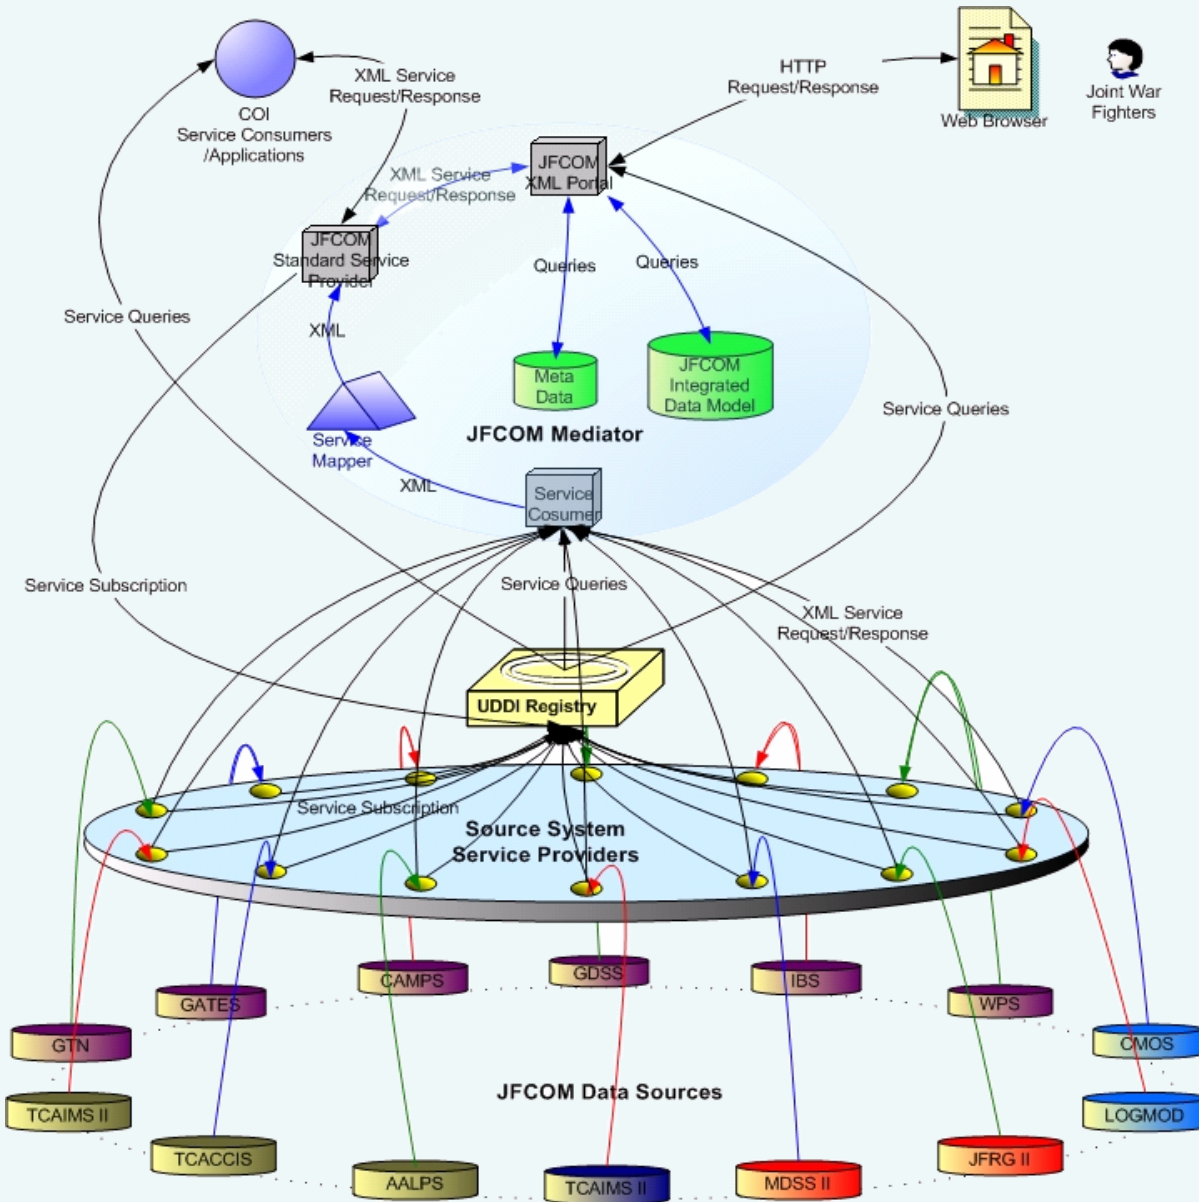 COI
Service Consumers
/Applications
XML Service
Request/Response
HTTP
Request/Response
Web Browser
Joint War
Fighters
JFCOM
XML Portal
XML Service
Request/Response
JFCOM
Standard Service
Provider
Queries
Queries
Service Queries
XML
Meta
Data
JFCOM
Integrated
Data Model
Service Queries
JFCOM Mediator
Service
Mapper
XML
Service
Cosumer
Service Subscription
Service Queries
XML Service
Request/Response
UDDI Registry
Service Subscription
Source System
Service Providers
GTN
GATES
CAMPS
GDSS
IBS
WPS
CMOS
JFCOM Data Sources
TCAIMS II
TCACCIS
AALPS
TCAIMS II
MDSS II
JFRG II
LOGMOD